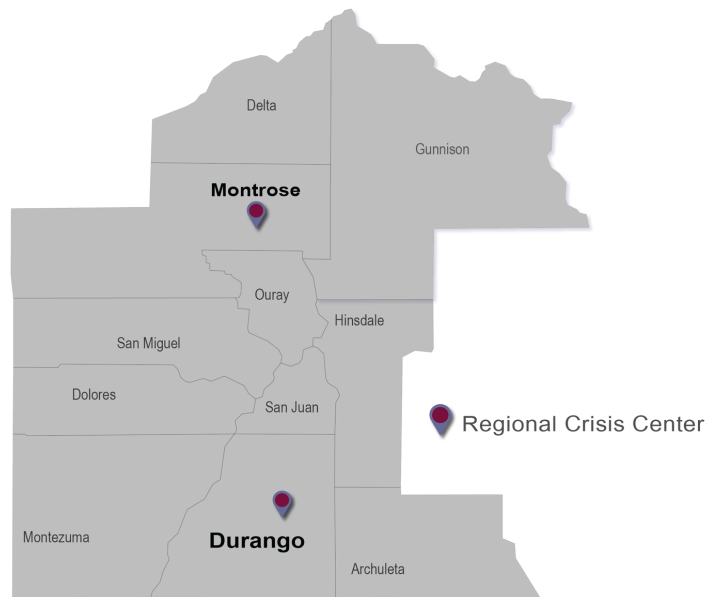 Delta
Gunnison
Montrose
Ouray
Hinsdale
San Miguel
Dolores
San Juan
Regional Crisis Center
Montezuma
Durango
Archuleta